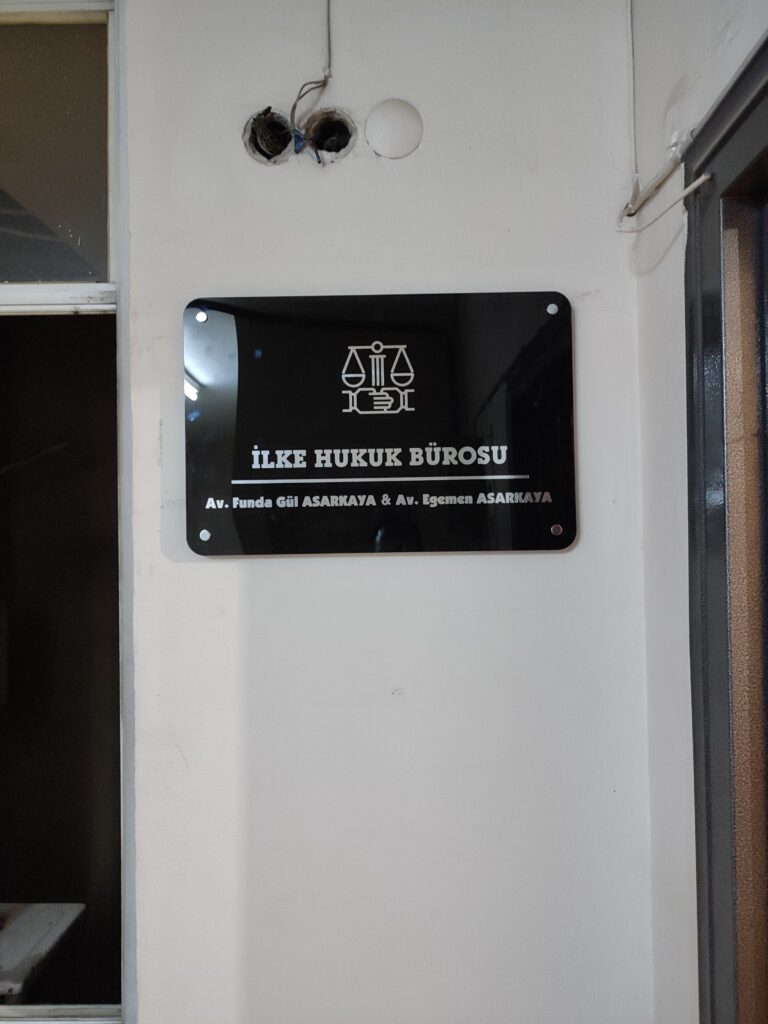 İLKE HUKUK BÜROSU
Av. Funda Gül ASARKAYA & Av. Egemen ASARKAYA